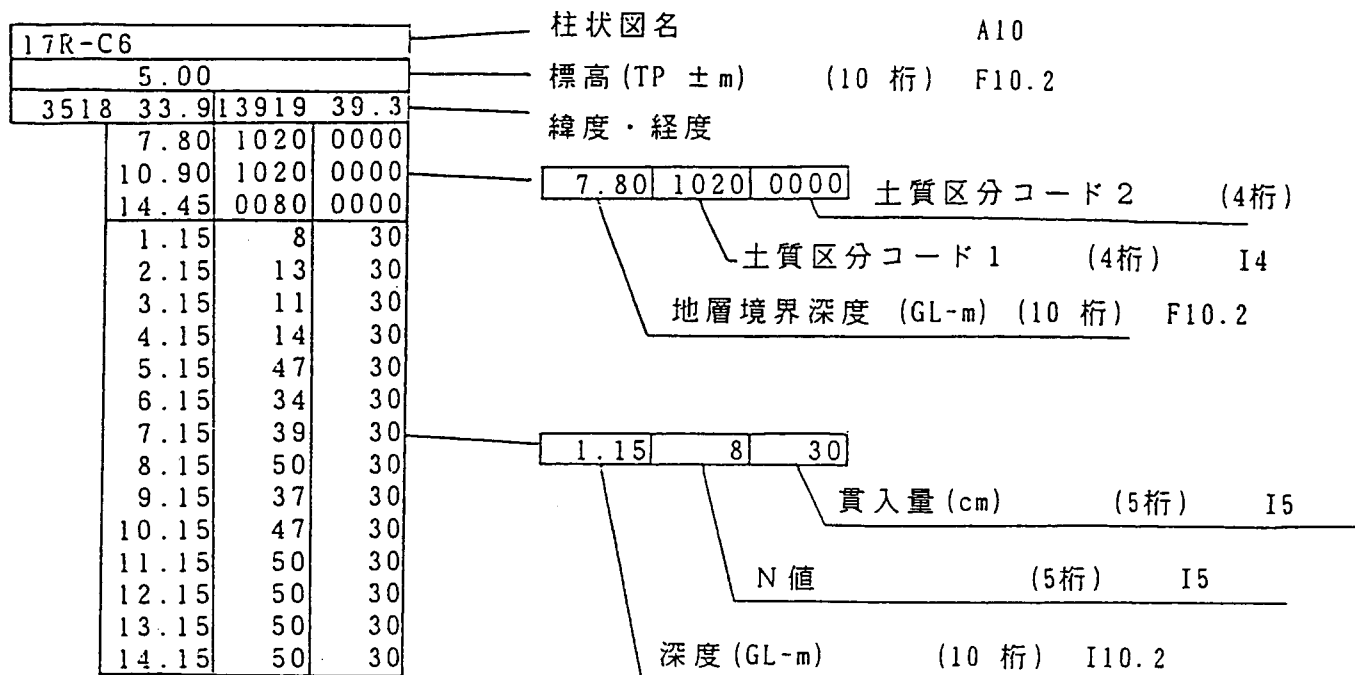 17R-C6
5.00
3518 33.9 13919 39.3
7.80 1020 0000
10.90 1020 0000
14.45 0080 0000
1.15 8 30
2.15 13 30
3.15 11 30
4.15 14 30
5.15 47 30
6.15 34 30
7.15 39 30
8.15 50 30
9.15 37 30
10.15 47 30
11.15 50 30
12.15 50 30
13.15 50 30
14.15 50 30
柱状図名 A10
標高(TP ±m) (10 桁) F10.2
緯度・経度
7.80 1020 0000
土質区分コード2 (4桁)
土質区分コード1 (4桁) I4
地層境界深度 (GL-m) (10 桁) F10.2
1.15 8 30
貫入量(cm) (5桁) I5
N値 (5桁) I5
深度(GL-m) (10 桁) I10.2